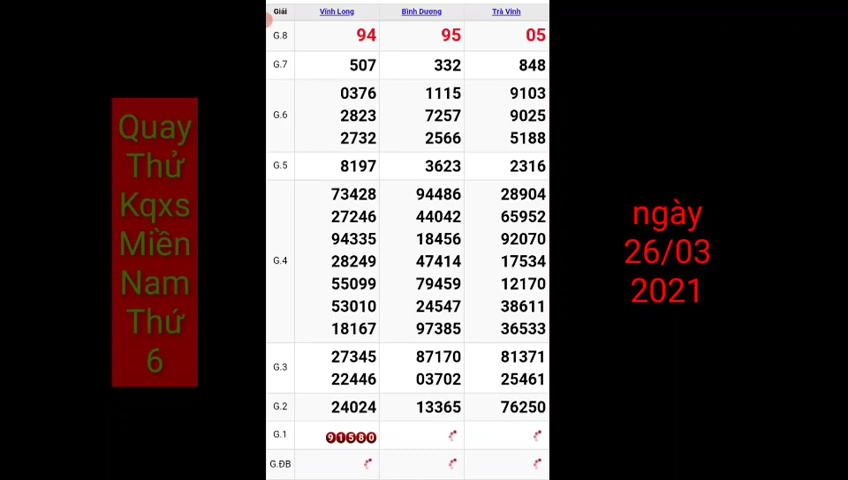 Quay
Thử
Kqxs
Miền
Nam
Thứ
6
Giải Vĩnh Long Bình Dương Trà Vinh
G.8 94 95 05
G.7 507 332 848
G.6
0376 1115 9103
2823 7257 9025
2732 2566 5188
G.5 8197 3623 2316
G.4
73428 94486 28904
27246 44042 65952
94335 18456 92070
28249 47414 17534
55099 79459 12170
53010 24547 38611
18167 97385 36533
G.3
27345 87170 81371
22446 03702 25461
G.2 24024 13365 76250
G.1 91580
G.ĐB
ngày
26/03
2021